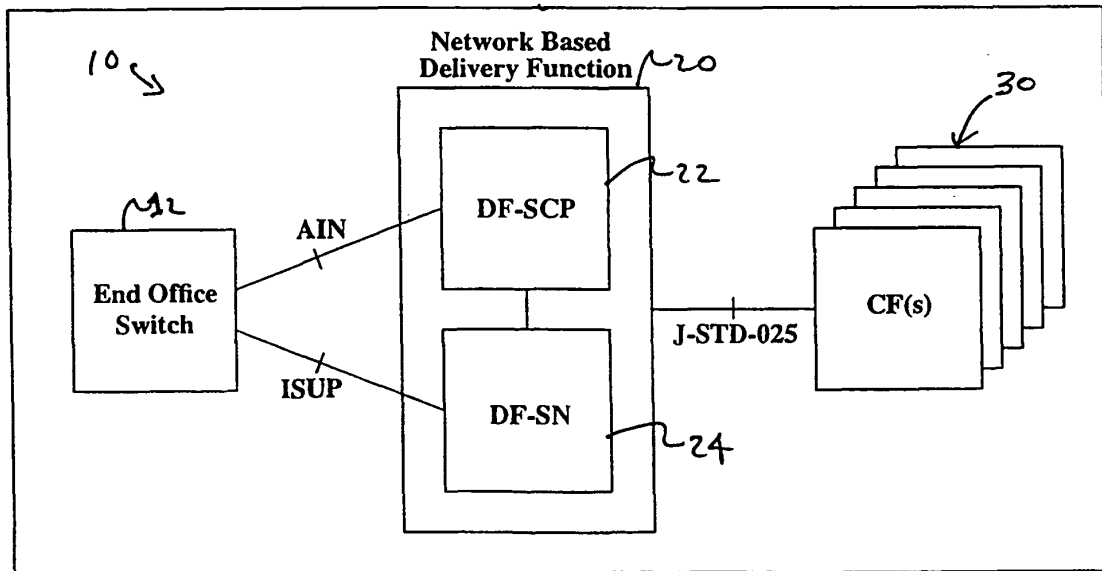 10
Network Based
Delivery Function
20
30
12
End Office
Switch
AIN
ISUP
DF-SCP
22
DF-SN
24
J-STD-025
CF(s)